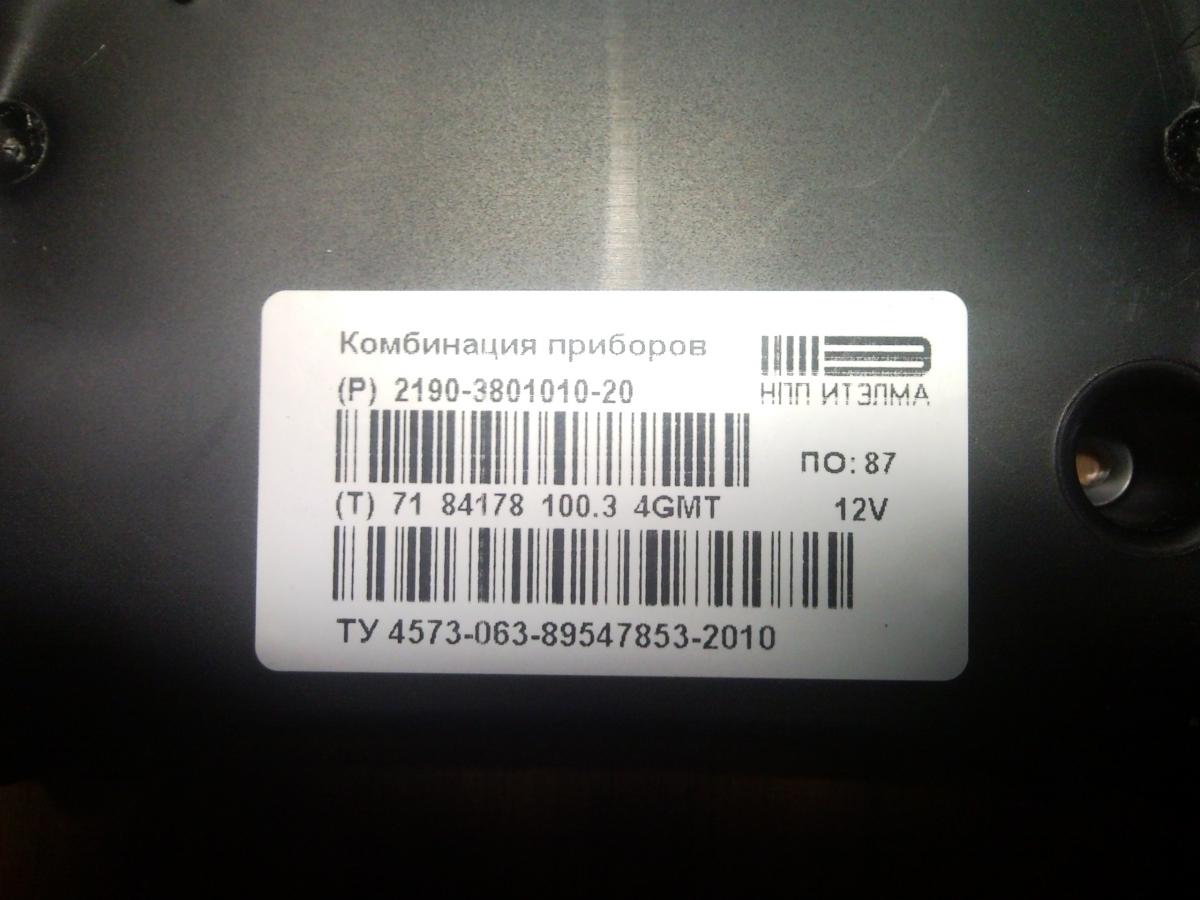 Комбинация приборов
(P) 2190-3801010-20
НПП ИТЭЛМА
ПО: 87
(T) 71 84178 100.3 4GMT
12V
ТУ 4573-063-89547853-2010